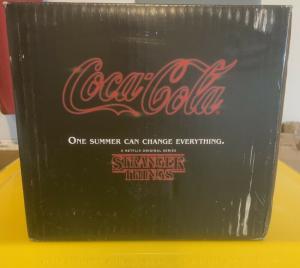 Coca-Cola
ONE SUMMER CAN CHANGE EVERYTHING.
A NETFLIX ORIGINAL SERIES
STRANGER
THINGS